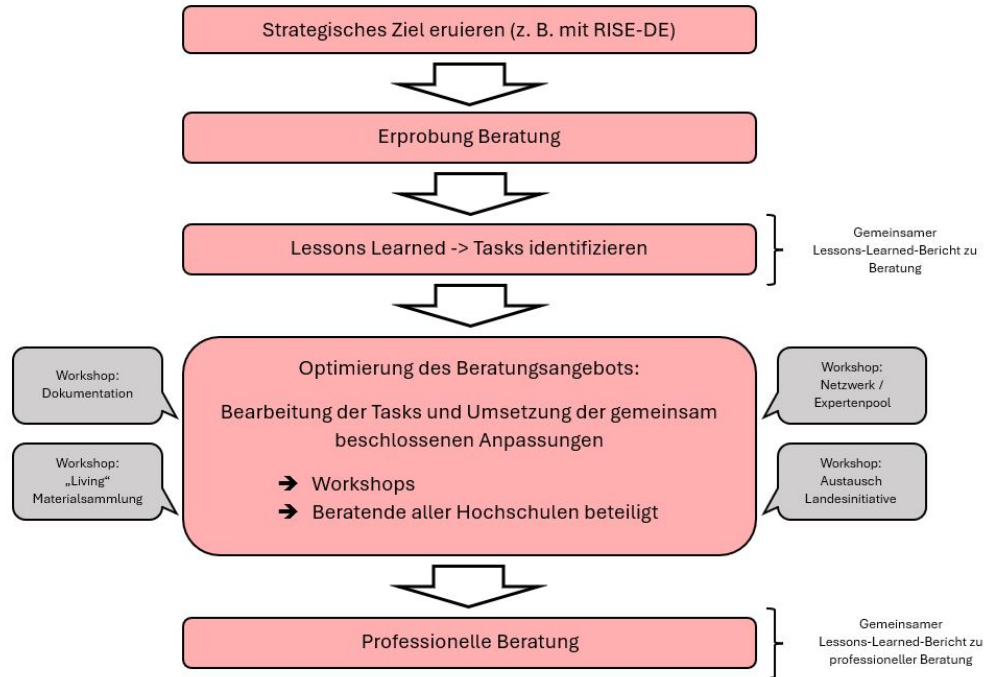 Strategisches Ziel eruieren (z. B. mit RISE-DE)
Erprobung Beratung
Lessons Learned -> Tasks identifizieren
Gemeinsamer
Lessons-Learned-Bericht zu
Beratung
Optimierung des Beratungsangebots:
Bearbeitung der Tasks und Umsetzung der gemeinsam
beschlossenen Anpassungen
➔ Workshops
➔ Beratende aller Hochschulen beteiligt
Workshop:
Dokumentation
Workshop:
„Living“
Materialsammlung
Workshop:
Netzwerk /
Expertenpool
Workshop:
Austausch
Landesinitiative
Professionelle Beratung
Gemeinsamer
Lessons-Learned-Bericht zu
professioneller Beratung